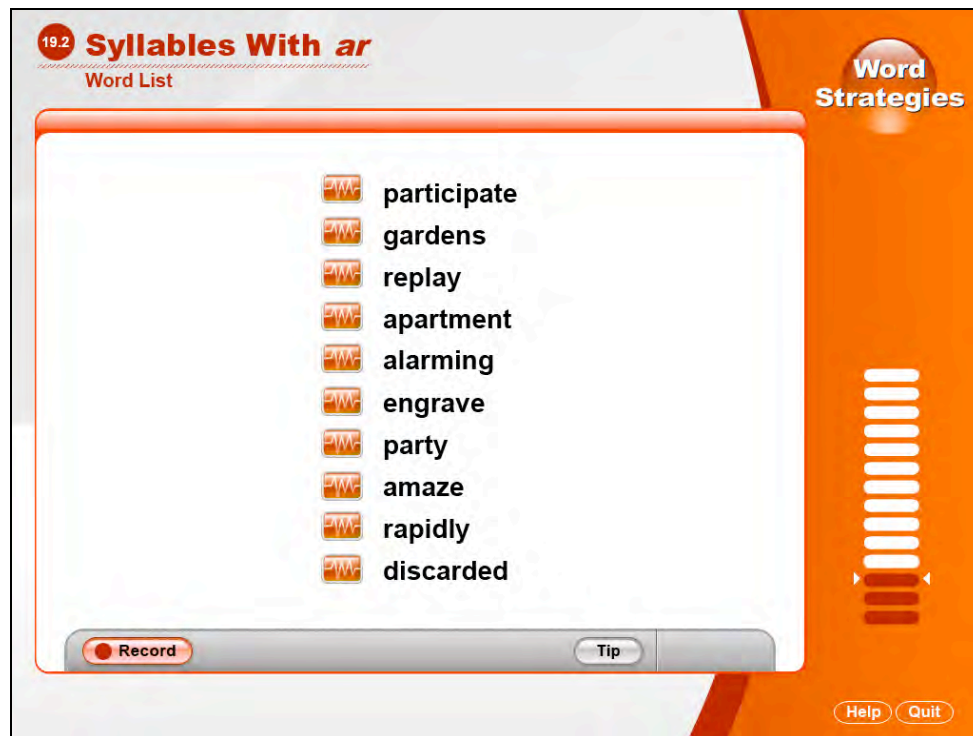 19.2 Syllables With ar
Word List
Word
Strategies
participate
gardens
replay
apartment
alarming
engrave
party
amaze
rapidly
discarded
Record
Tip
Help
Quit